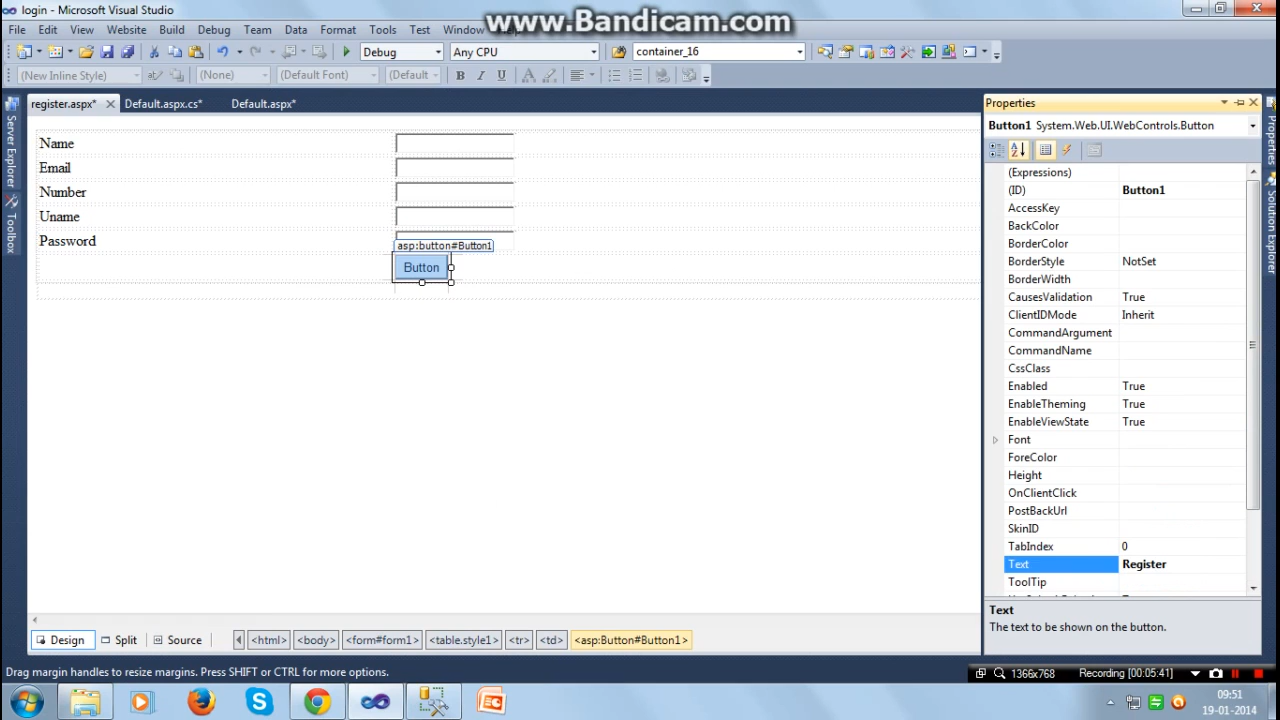 login - Microsoft Visual Studio
www.Bandicam.com
File Edit View Website Build Debug Team Data Format Tools Test Window
Debug Any CPU container_16
(New Inline Style) (None) (Default Font) (Default B I U A
register.aspx* Default.aspx.cs* Default.aspx*
Server Explorer
Toolbox
Name
Email
Number
Uname
Password
asp:button#Button1
Button
Properties
Button1 System.Web.UI.WebControls.Button
(Expressions)
(ID) Button1
AccessKey
BackColor
BorderColor
BorderStyle NotSet
BorderWidth
CausesValidation True
ClientIDMode Inherit
CommandArgument
CommandName
CssClass
Enabled True
EnableTheming True
EnableViewState True
Font
ForeColor
Height
OnClientClick
PostBackUrl
SkinID
TabIndex 0
Text Register
ToolTip
Text
The text to be shown on the button.
Properties
Solution Explorer
Design Split Source <html> <body> <form#form1> <table.style1> <tr> <td> <asp:Button#Button1>
Drag margin handles to resize margins. Press SHIFT or CTRL for more options.
1366x768 Recording [00:05:41]
09:51
19-01-2014